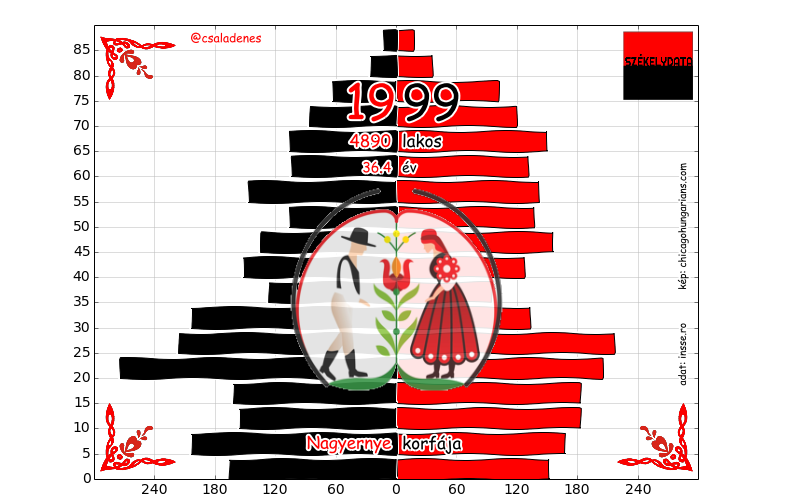 @csaladenes
SZÉKELYDATA
1999
4890 lakos
36.4 év
kép: chicagohungarians.com
adat: insse.ro
Nagyernye korfája
85
80
75
70
65
60
55
50
45
40
35
30
25
20
15
10
5
0
240 180 120 60 0 60 120 180 240